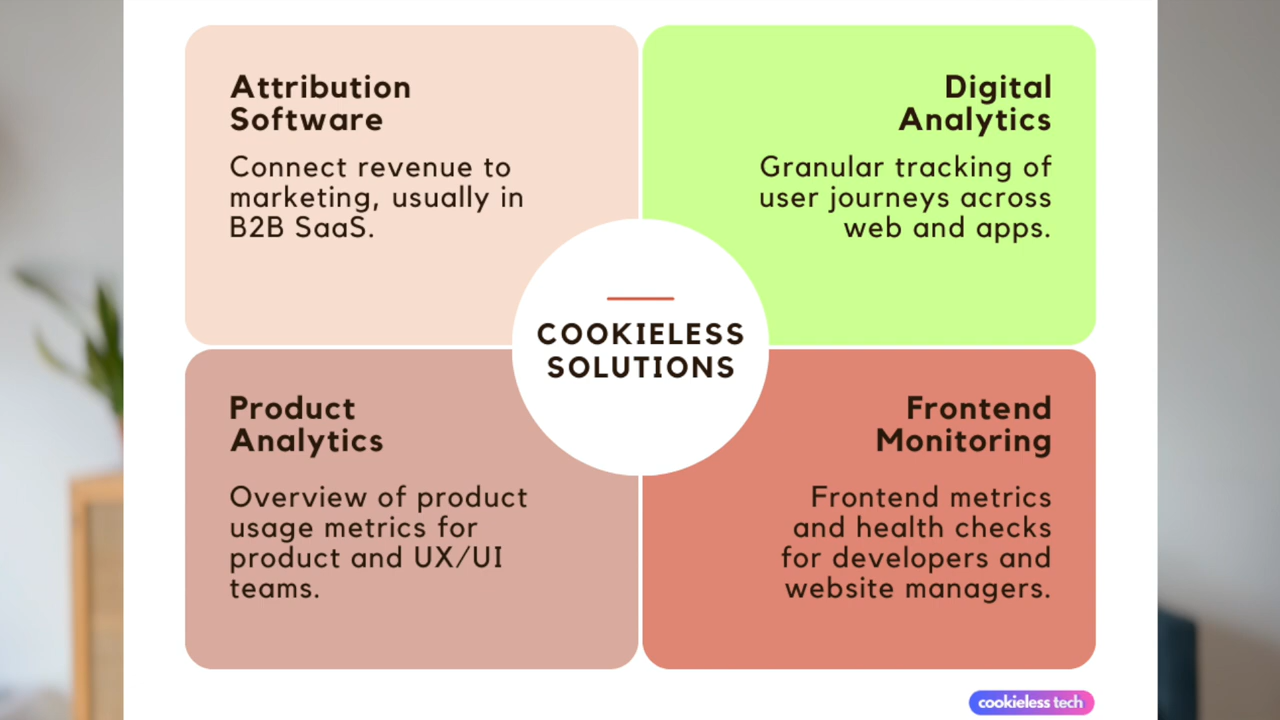 Attribution
Software
Connect revenue to
marketing, usually in
B2B SaaS.
Digital
Analytics
Granular tracking of
user journeys across
web and apps.
COOKIELESS
SOLUTIONS
Product
Analytics
Overview of product
usage metrics for
product and UX/UI
teams.
Frontend
Monitoring
Frontend metrics
and health checks
for developers and
website managers.
cookieless tech